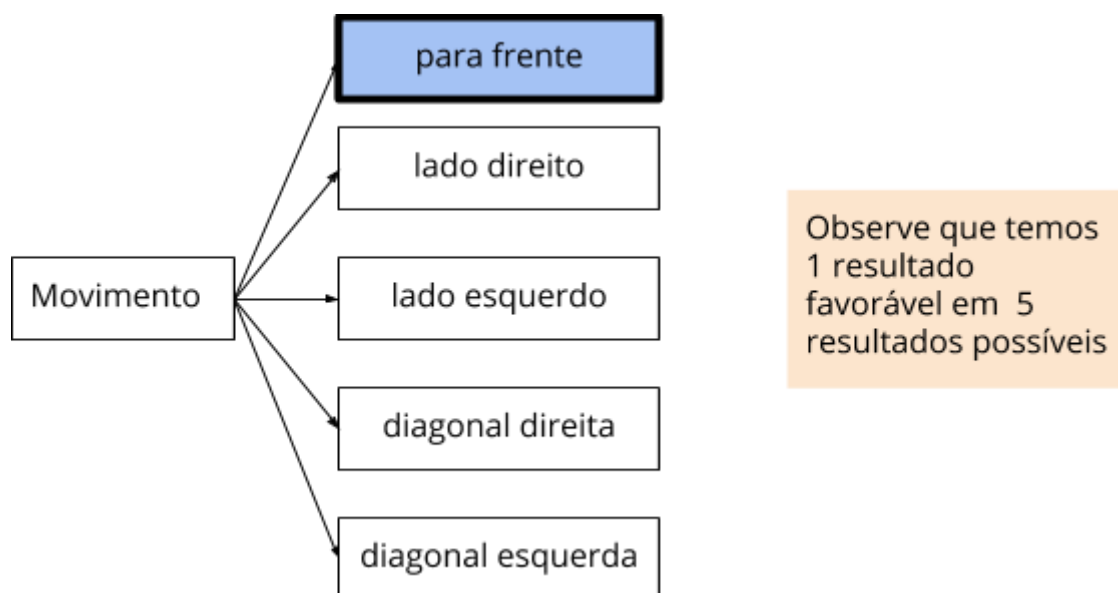 para frente
lado direito
Movimento
lado esquerdo
diagonal direita
diagonal esquerda
Observe que temos
1 resultado
favorável em 5
resultados possíveis